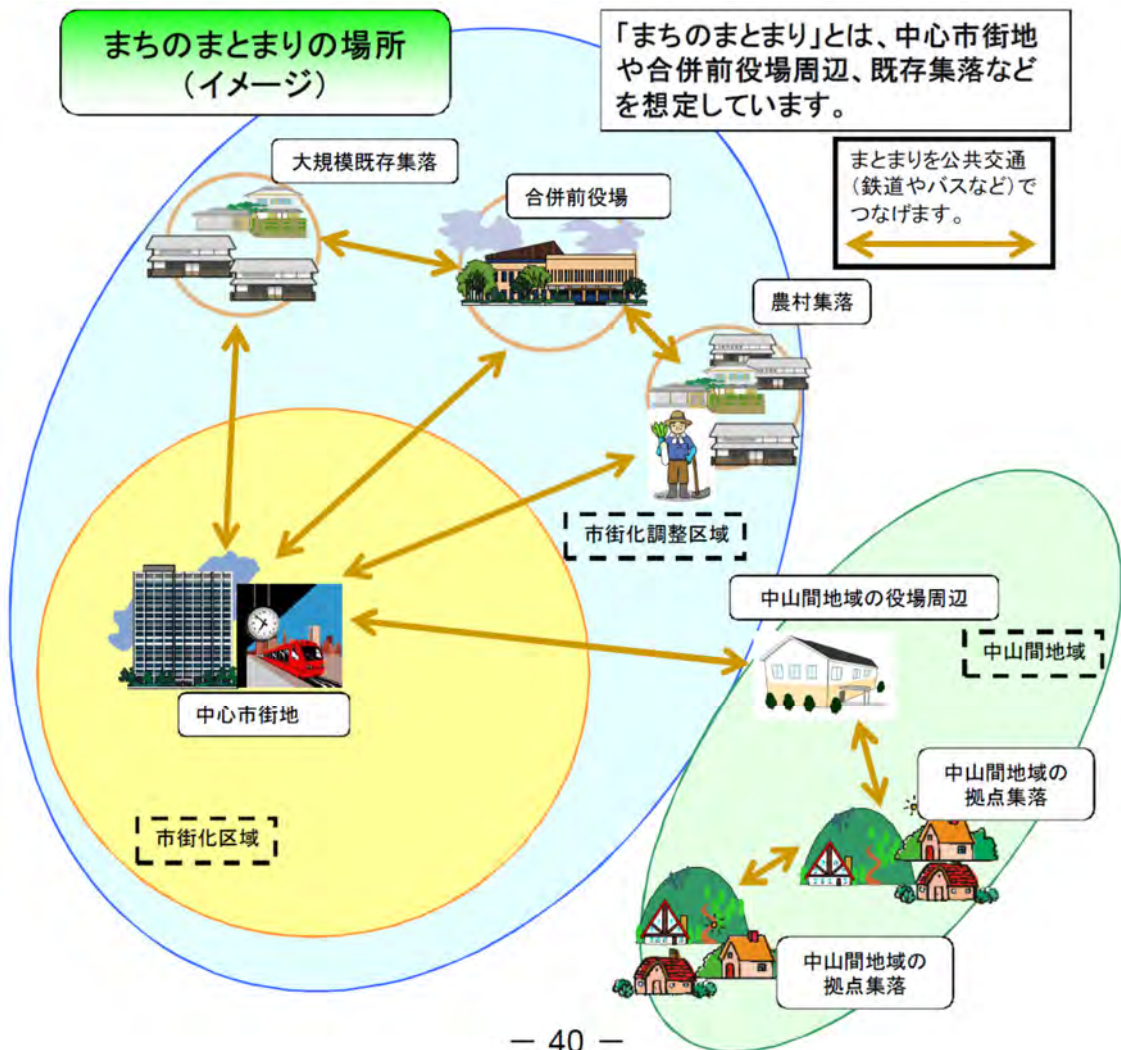 まちのまとまりの場所
（イメージ）
「まちのまとまり」とは、中心市街地
や合併前役場周辺、既存集落など
を想定しています。
まとまりを公共交通
（鉄道やバスなど）で
つなげます。
大規模既存集落
合併前役場
農村集落
市街化調整区域
中山間地域の役場周辺
中山間地域
中心市街地
中山間地域の
拠点集落
市街化区域
中山間地域の
拠点集落
－ 40 －